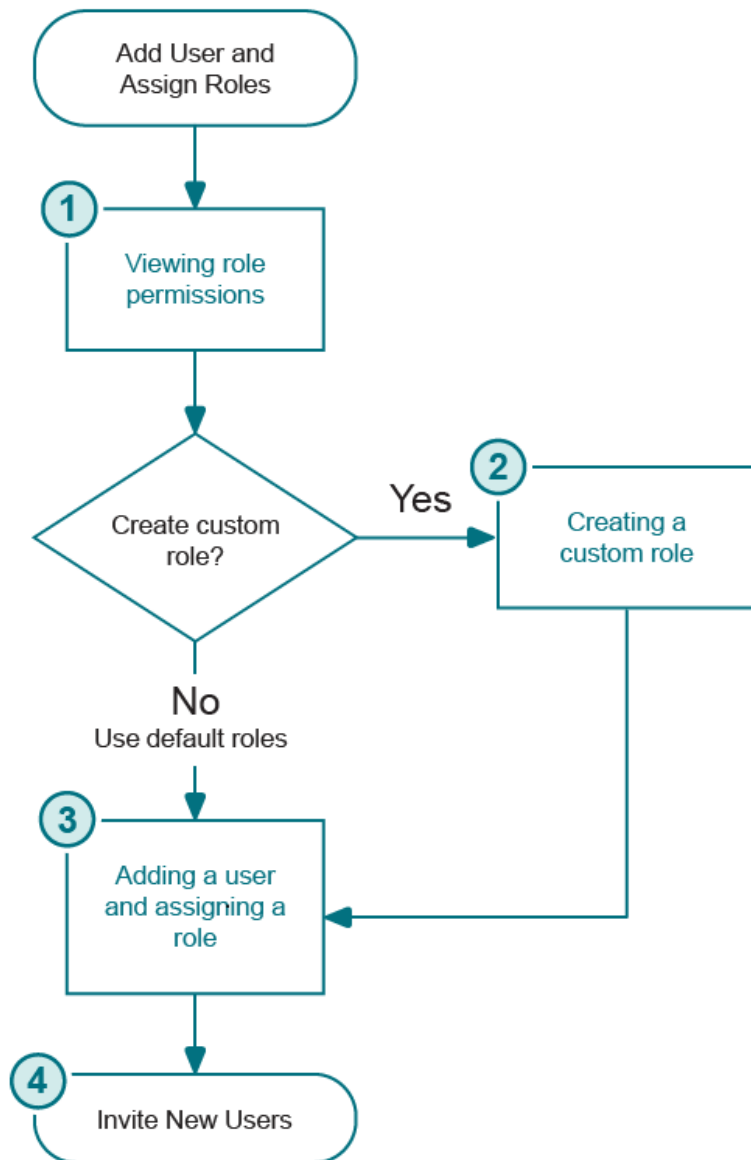 Add User and
Assign Roles
1
Viewing role
permissions
Create custom
role?
Yes
2
Creating a
custom role
No
Use default roles
3
Adding a user
and assigning a
role
4
Invite New Users